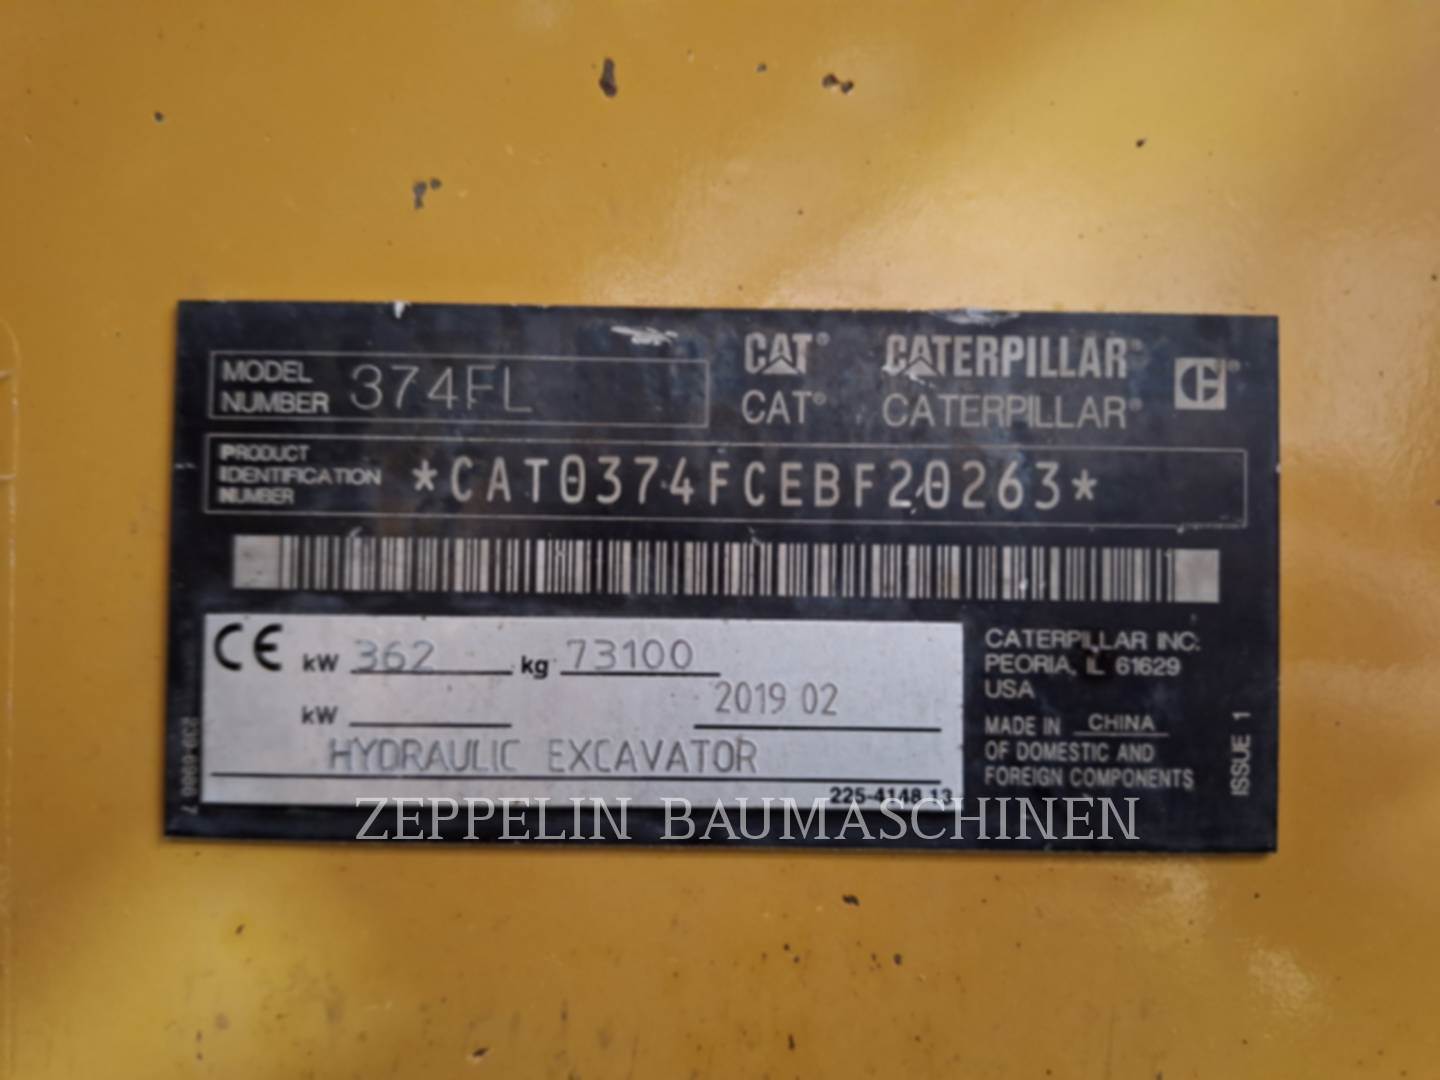 MODEL NUMBER 374FL
CAT® CATERPILLAR®
CAT® CATERPILLAR®
PRODUCT IDENTIFICATION NUMBER *CAT0374FCEBF20263*
CE kW 362 kg 73100
kW 2019 02
HYDRAULIC EXCAVATOR
225-4148 13
CATERPILLAR INC.
PEORIA, IL 61629
USA
MADE IN CHINA
OF DOMESTIC AND
FOREIGN COMPONENTS
ISSUE 1
ZEPPELIN BAUMASCHINEN